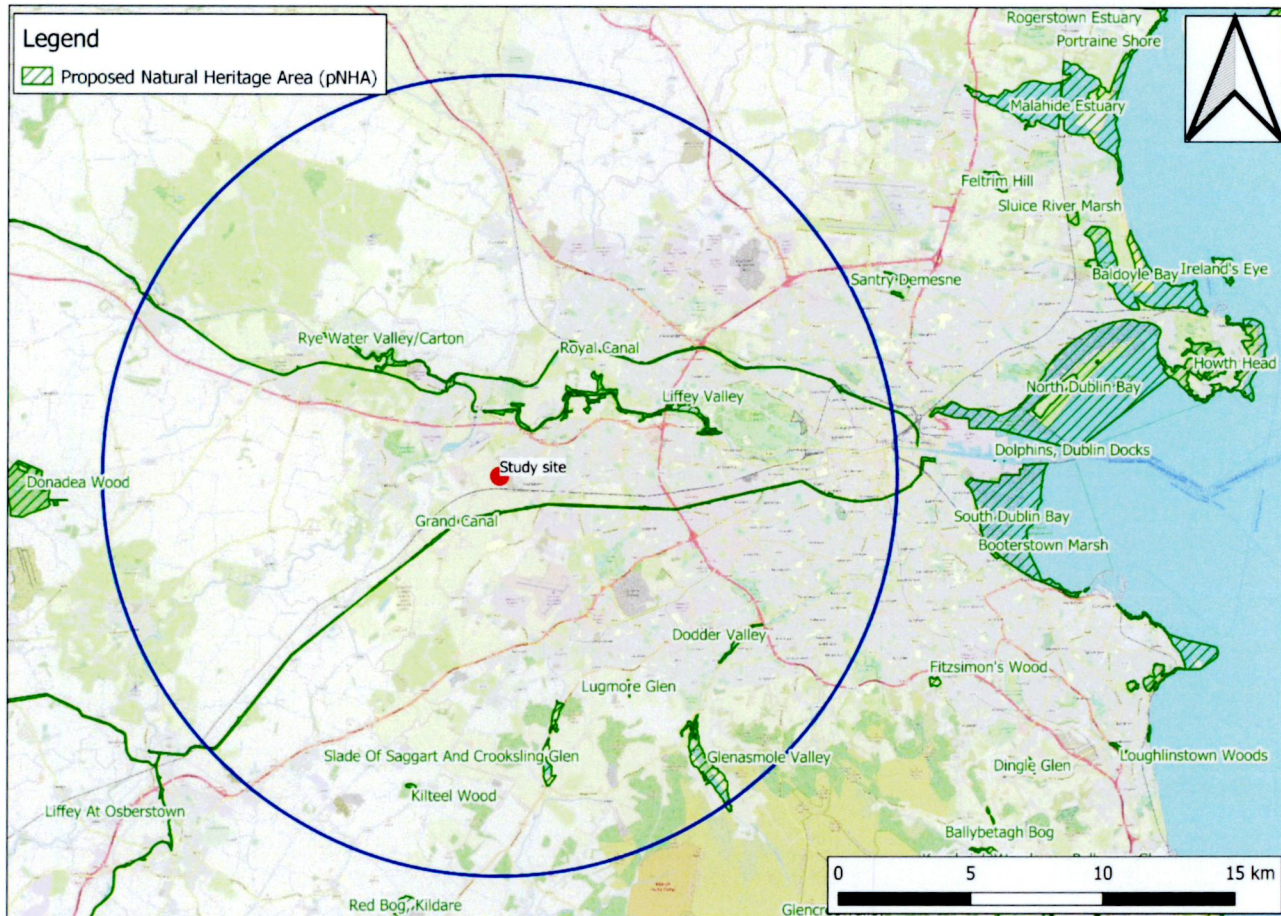 Legend
Proposed Natural Heritage Area (pNHA)
Rogerstown Estuary
Portraine Shore
Malahide Estuary
Feltrim Hill
Sluice River Marsh
Baldoyle Bay
Ireland's Eye
Santry Demesne
Rye Water Valley/Carton
Royal Canal
Howth Head
North Dublin Bay
Liffey Valley
Dolphins, Dublin Docks
Study site
Donadea Wood
Grand Canal
South Dublin Bay
Booterstown Marsh
Dodder Valley
Fitzsimon's Wood
Lugmore Glen
Slade Of Saggart And Crooksling Glen
Glenasmole Valley
Loughlinstown Woods
Dingle Glen
Kilteel Wood
Liffey At Osberstown
Ballybetagh Bog
0 5 10 15 km
Red Bog, Kildare